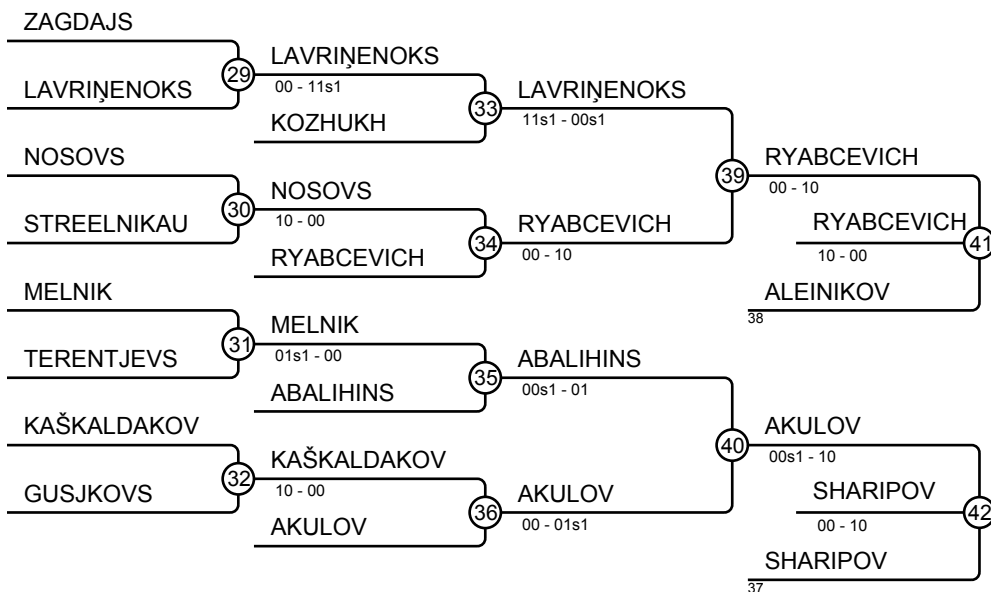 ZAGDAJS
29
LAVRIŅENOKS
LAVRIŅENOKS
00 - 11s1
33
KOZHUKH
LAVRIŅENOKS
11s1 - 00s1
NOSOVS
30
STREELNIKAU
NOSOVS
10 - 00
34
RYABCEVICH
RYABCEVICH
00 - 10
39
RYABCEVICH
00 - 10
RYABCEVICH
10 - 00
41
ALEINIKOV
38
MELNIK
31
TERENTJEVS
MELNIK
01s1 - 00
35
ABALIHINS
ABALIHINS
00s1 - 01
KAŠKALDAKOV
32
GUSJKOVS
KAŠKALDAKOV
10 - 00
36
AKULOV
AKULOV
00 - 01s1
40
AKULOV
00s1 - 10
SHARIPOV
00 - 10
42
SHARIPOV
37